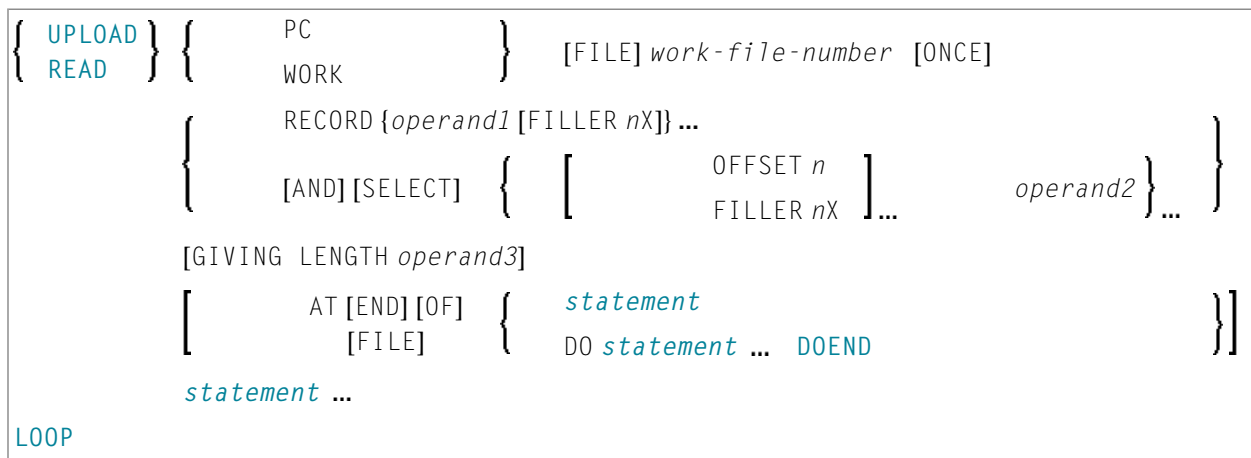 { UPLOAD } { PC } [FILE] work-file-number [ONCE]
{ READ } { WORK }
{ RECORD {operand1 [FILLER nX]} ...
[AND] [SELECT] { [ OFFSET n
FILLER nX ] ... operand2 } ... }
[GIVING LENGTH operand3]
[ AT [END] [OF] { statement
[FILE] DO statement ... DOEND } ]
statement ...
LOOP